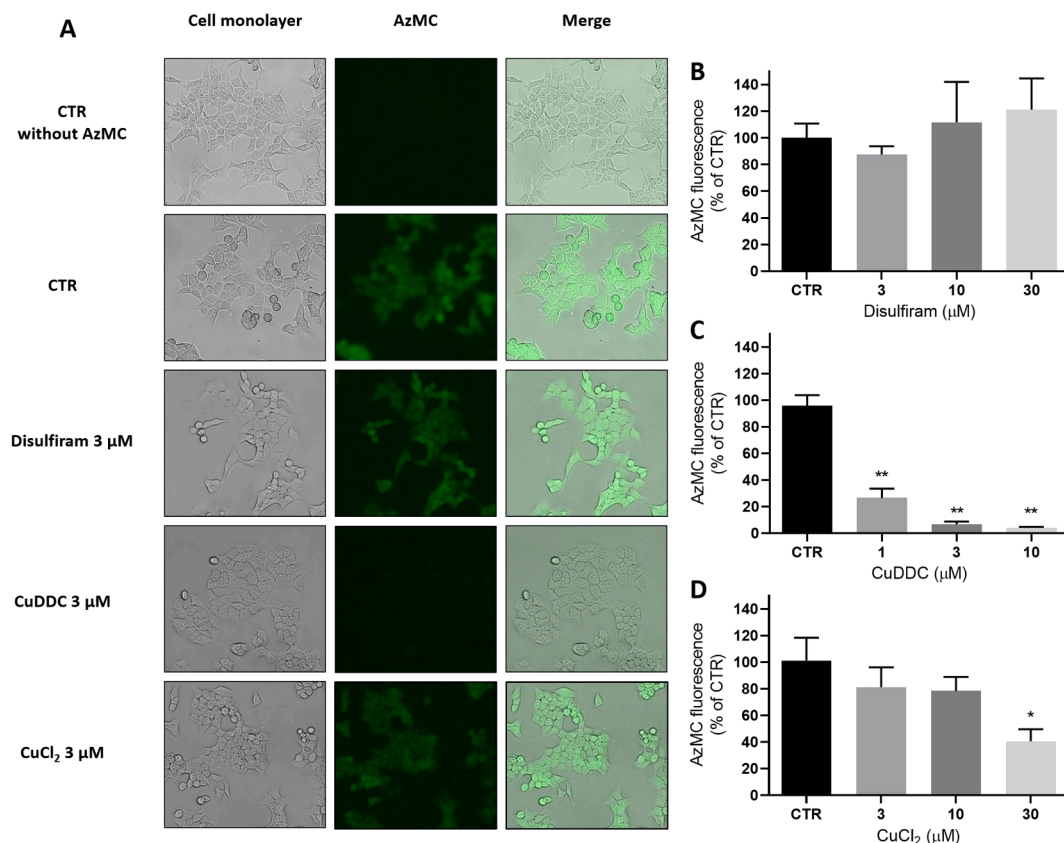 A
Cell monolayer
AzMC
Merge
CTR
without AzMC
CTR
Disulfiram 3 μM
CuDDC 3 μM
CuCl₂ 3 μM
B
AzMC fluorescence
(% of CTR)
140
120
100
80
60
40
20
0
CTR
3
10
30
Disulfiram (μM)
C
AzMC fluorescence
(% of CTR)
140
120
100
80
60
40
20
0
**
**
**
CTR
1
3
10
CuDDC (μM)
D
AzMC fluorescence
(% of CTR)
140
120
100
80
60
40
20
0
*
CTR
3
10
30
CuCl₂ (μM)